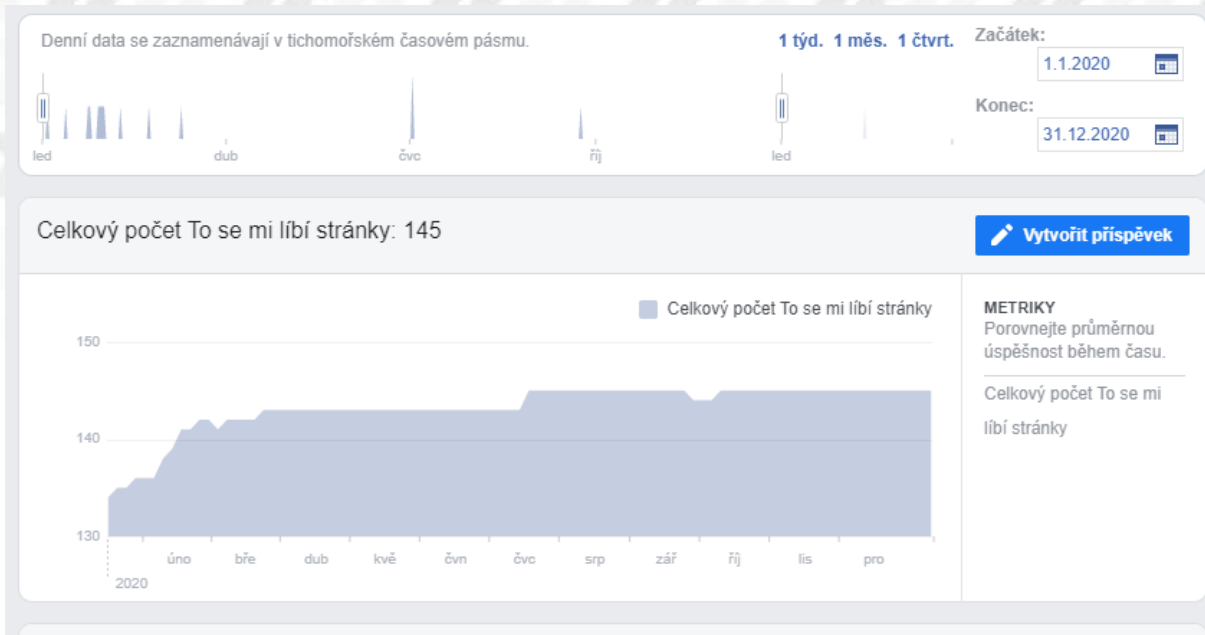 Denní data se zaznamenávají v tichomořském časovém pásmu.
1 týd. 1 měs. 1 čtvrt.
Začátek:
1.1.2020
Konec:
31.12.2020
led dub čvc říj led
Celkový počet To se mi líbí stránky: 145
Vytvořit příspěvek
Celkový počet To se mi líbí stránky
150
140
130
úno bře dub kvě čvn čvc srp zář říj lis pro
2020
METRIKY
Porovnejte průměrnou
úspěšnost během času.
Celkový počet To se mi
líbí stránky